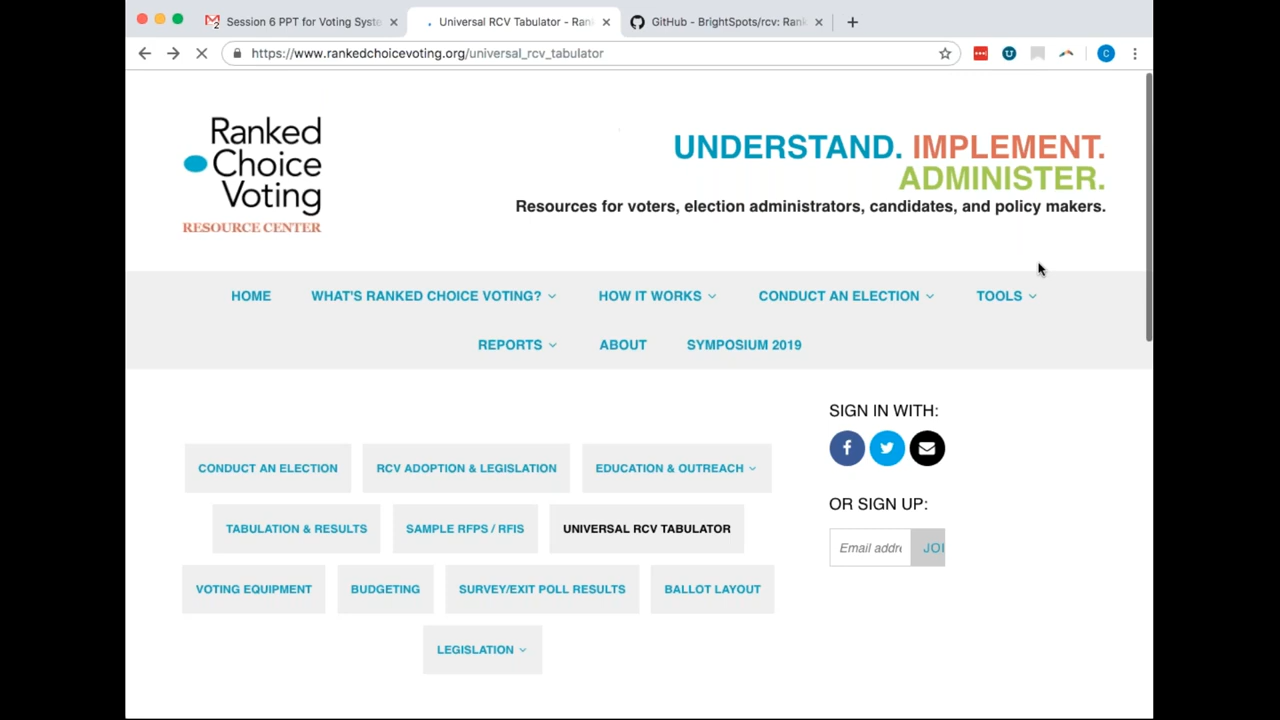 Session 6 PPT for Voting Syste
Universal RCV Tabulator - Ran
GitHub - BrightSpots/rcv: Rank
https://www.rankedchoicevoting.org/universal_rcv_tabulator
C
Ranked
Choice
Voting
RESOURCE CENTER
UNDERSTAND. IMPLEMENT.
ADMINISTER.
Resources for voters, election administrators, candidates, and policy makers.
HOME WHAT'S RANKED CHOICE VOTING? HOW IT WORKS CONDUCT AN ELECTION TOOLS
REPORTS ABOUT SYMPOSIUM 2019
SIGN IN WITH:
CONDUCT AN ELECTION RCV ADOPTION & LEGISLATION EDUCATION & OUTREACH
OR SIGN UP:
TABULATION & RESULTS SAMPLE RFPS / RFIS UNIVERSAL RCV TABULATOR
Email addre JOI
VOTING EQUIPMENT BUDGETING SURVEY/EXIT POLL RESULTS BALLOT LAYOUT
LEGISLATION